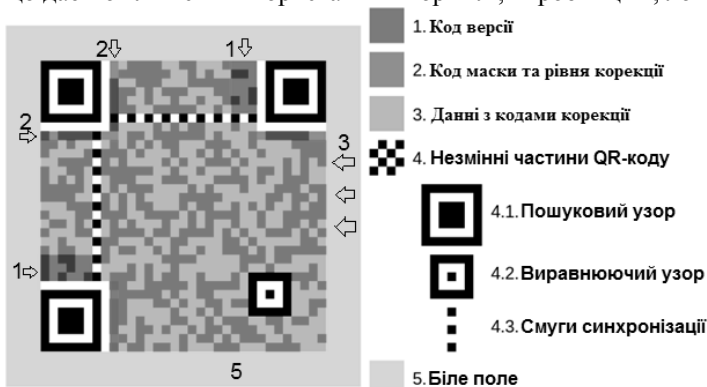 2 1
2
3
1
5
1. Код версії
2. Код маски та рівня корекції
3. Данні з кодами корекції
4. Незмінні частини QR-коду
4.1. Пошуковий узор
4.2. Виравнюючий узор
4.3. Смуги синхронізації
5. Біле поле